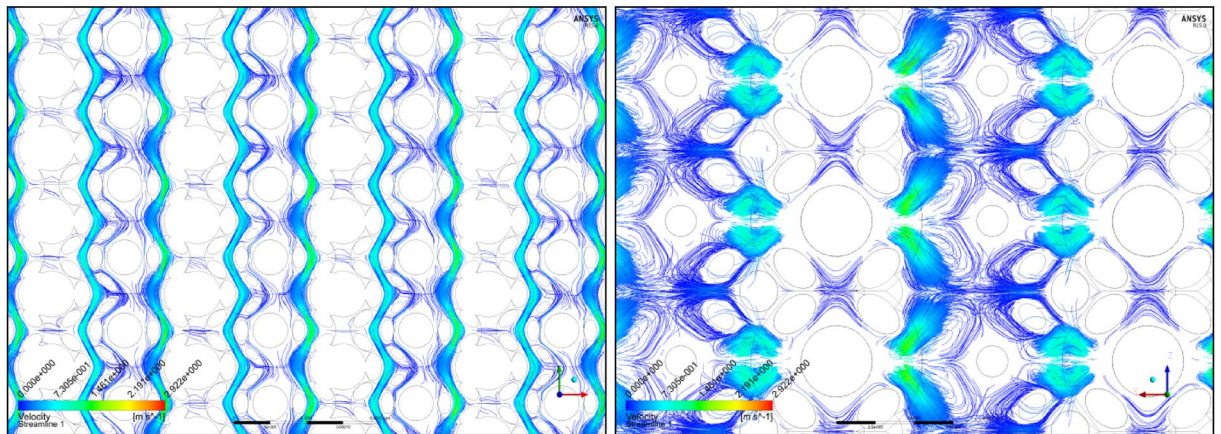 ANSYS
R15.0
0.000e+000
7.305e-001
1.461e+000
2.191e+000
2.922e+000
Velocity
[m s^-1]
Streamline 1
ANSYS
R15.0
0.000e+000
7.305e-001
1.461e+000
2.191e+000
2.922e+000
Velocity
[m s^-1]
Streamline 1